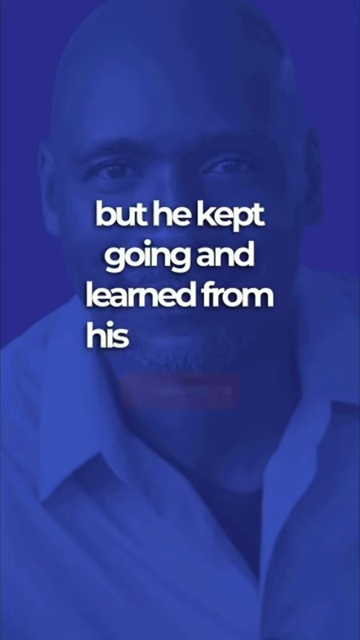 but he kept
going and
learned from
his